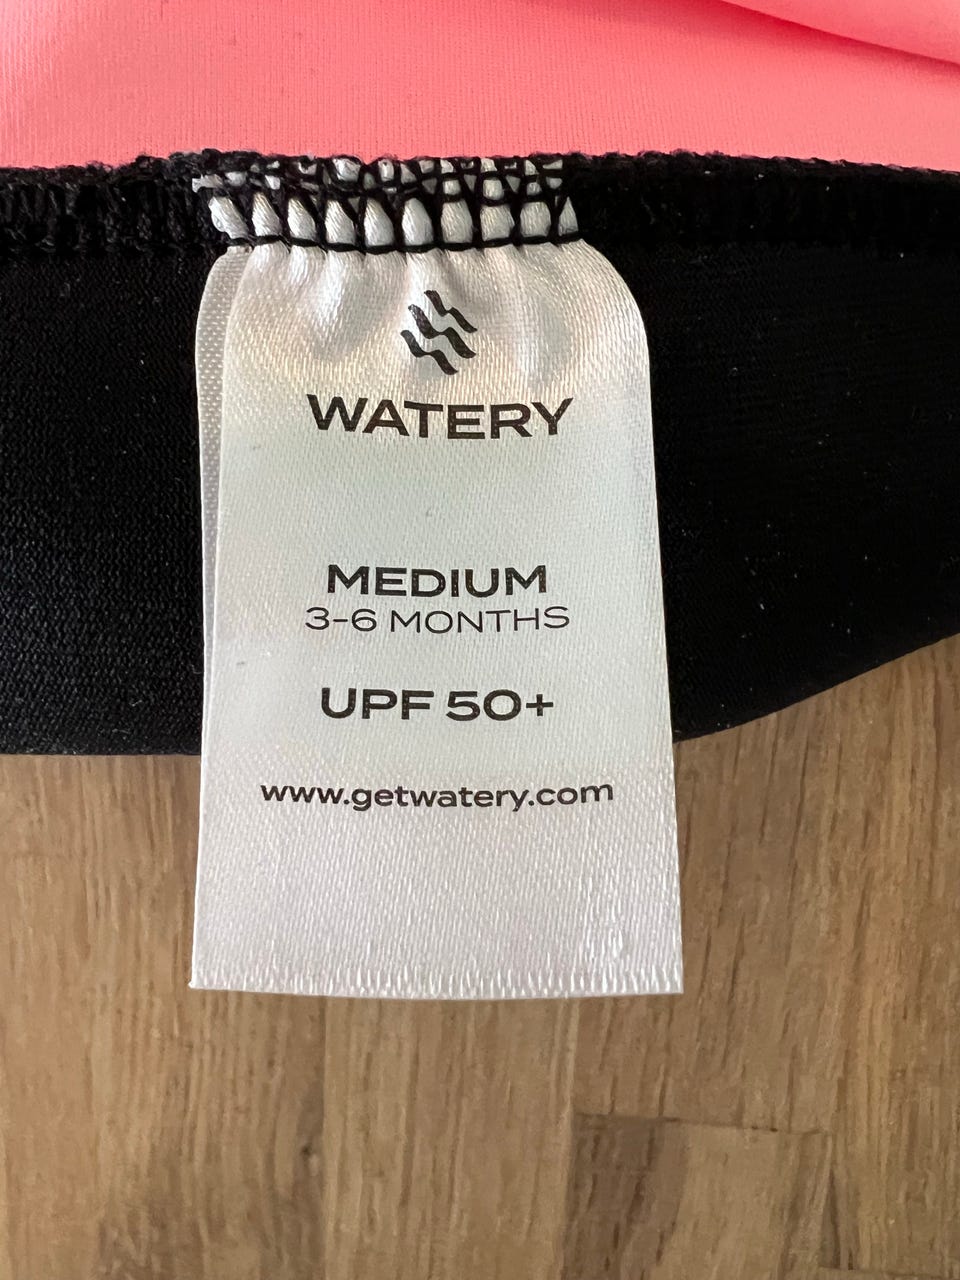 WATERY
MEDIUM
3-6 MONTHS
UPF 50+
www.getwatery.com